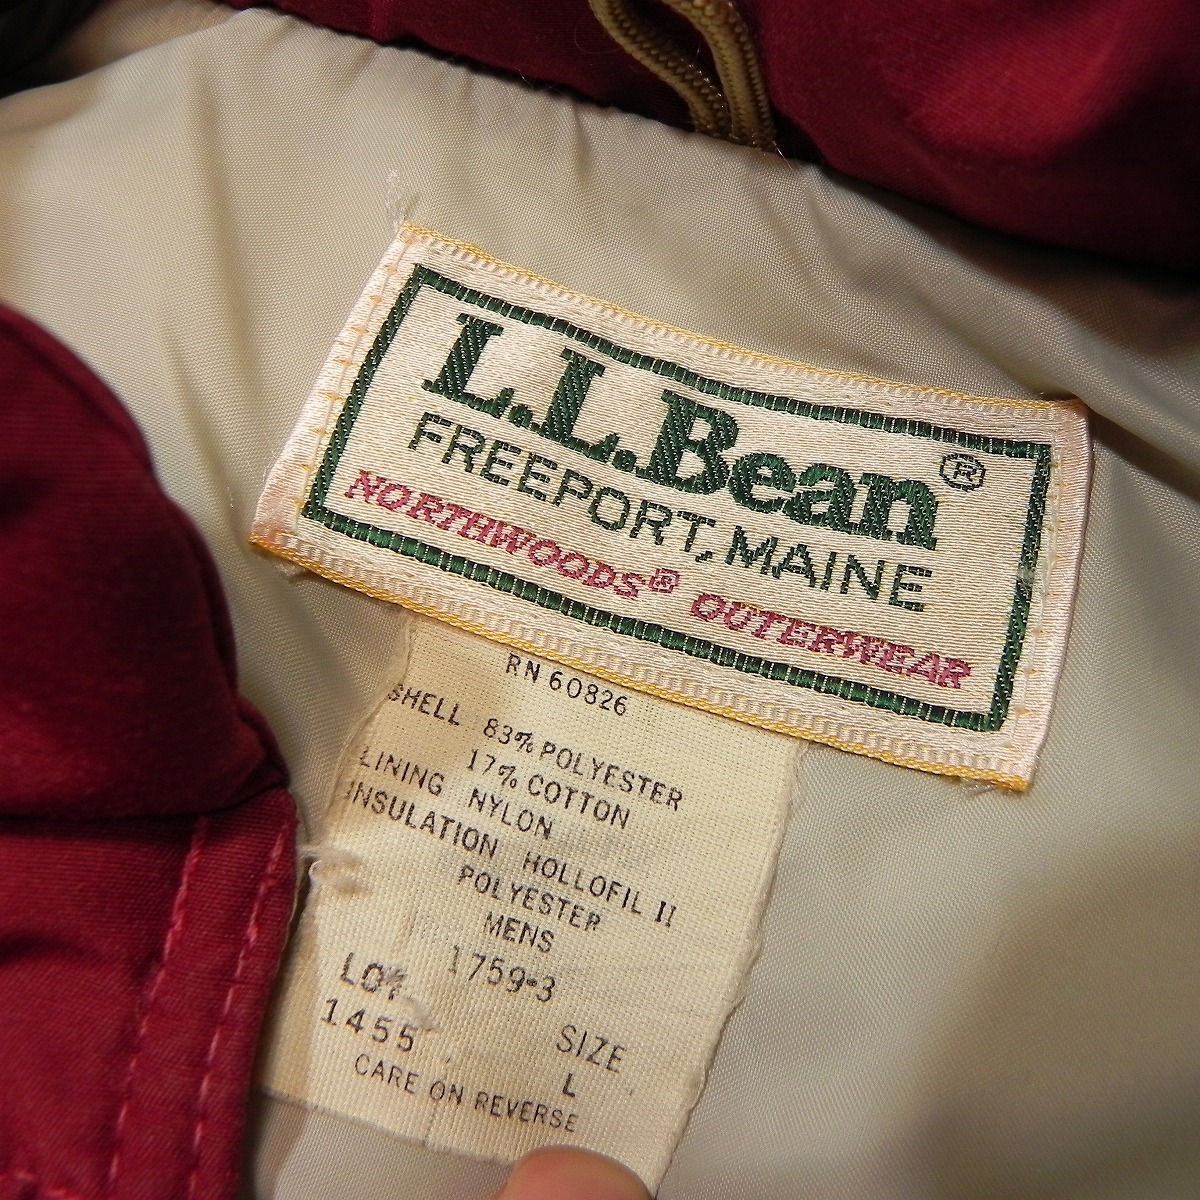 L.L.Bean®
FREEPORT, MAINE
NORTHWOODS® OUTERWEAR
RN 60826
SHELL 83% POLYESTER
17% COTTON
LINING NYLON
INSULATION HOLLOFIL II
POLYESTER
MENS
1759-3
LOT SIZE
1455 L
CARE ON REVERSE